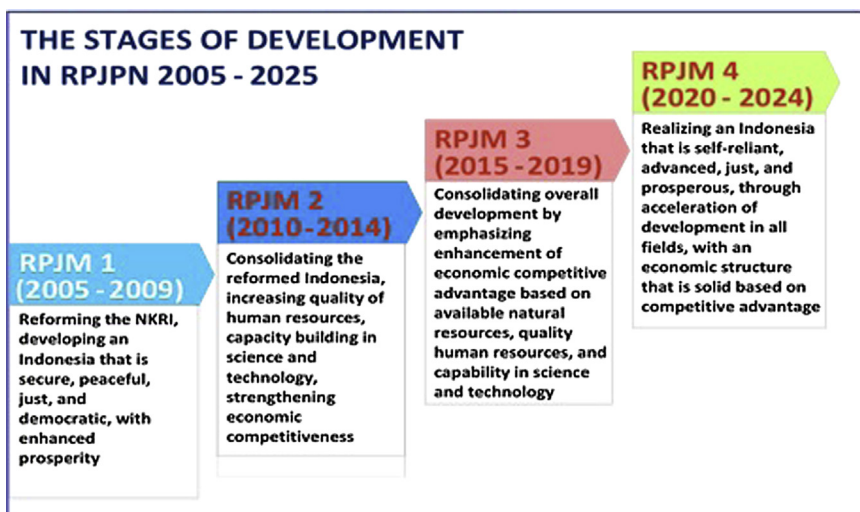 THE STAGES OF DEVELOPMENT
IN RPJPN 2005 - 2025
RPJM 1
(2005 - 2009)
Reforming the NKRI,
developing an
Indonesia that is
secure, peaceful,
just, and
democratic, with
enhanced
prosperity
RPJM 2
(2010 - 2014)
Consolidating the
reformed Indonesia,
increasing quality of
human resources,
capacity building in
science and
technology,
strengthening
economic
competitiveness
RPJM 3
(2015 - 2019)
Consolidating overall
development by
emphasizing
enhancement of
economic competitive
advantage based on
available natural
resources, quality
human resources, and
capability in science
and technology
RPJM 4
(2020 - 2024)
Realizing an Indonesia
that is self-reliant,
advanced, just, and
prosperous, through
acceleration of
development in all
fields, with an
economic structure
that is solid based on
competitive advantage